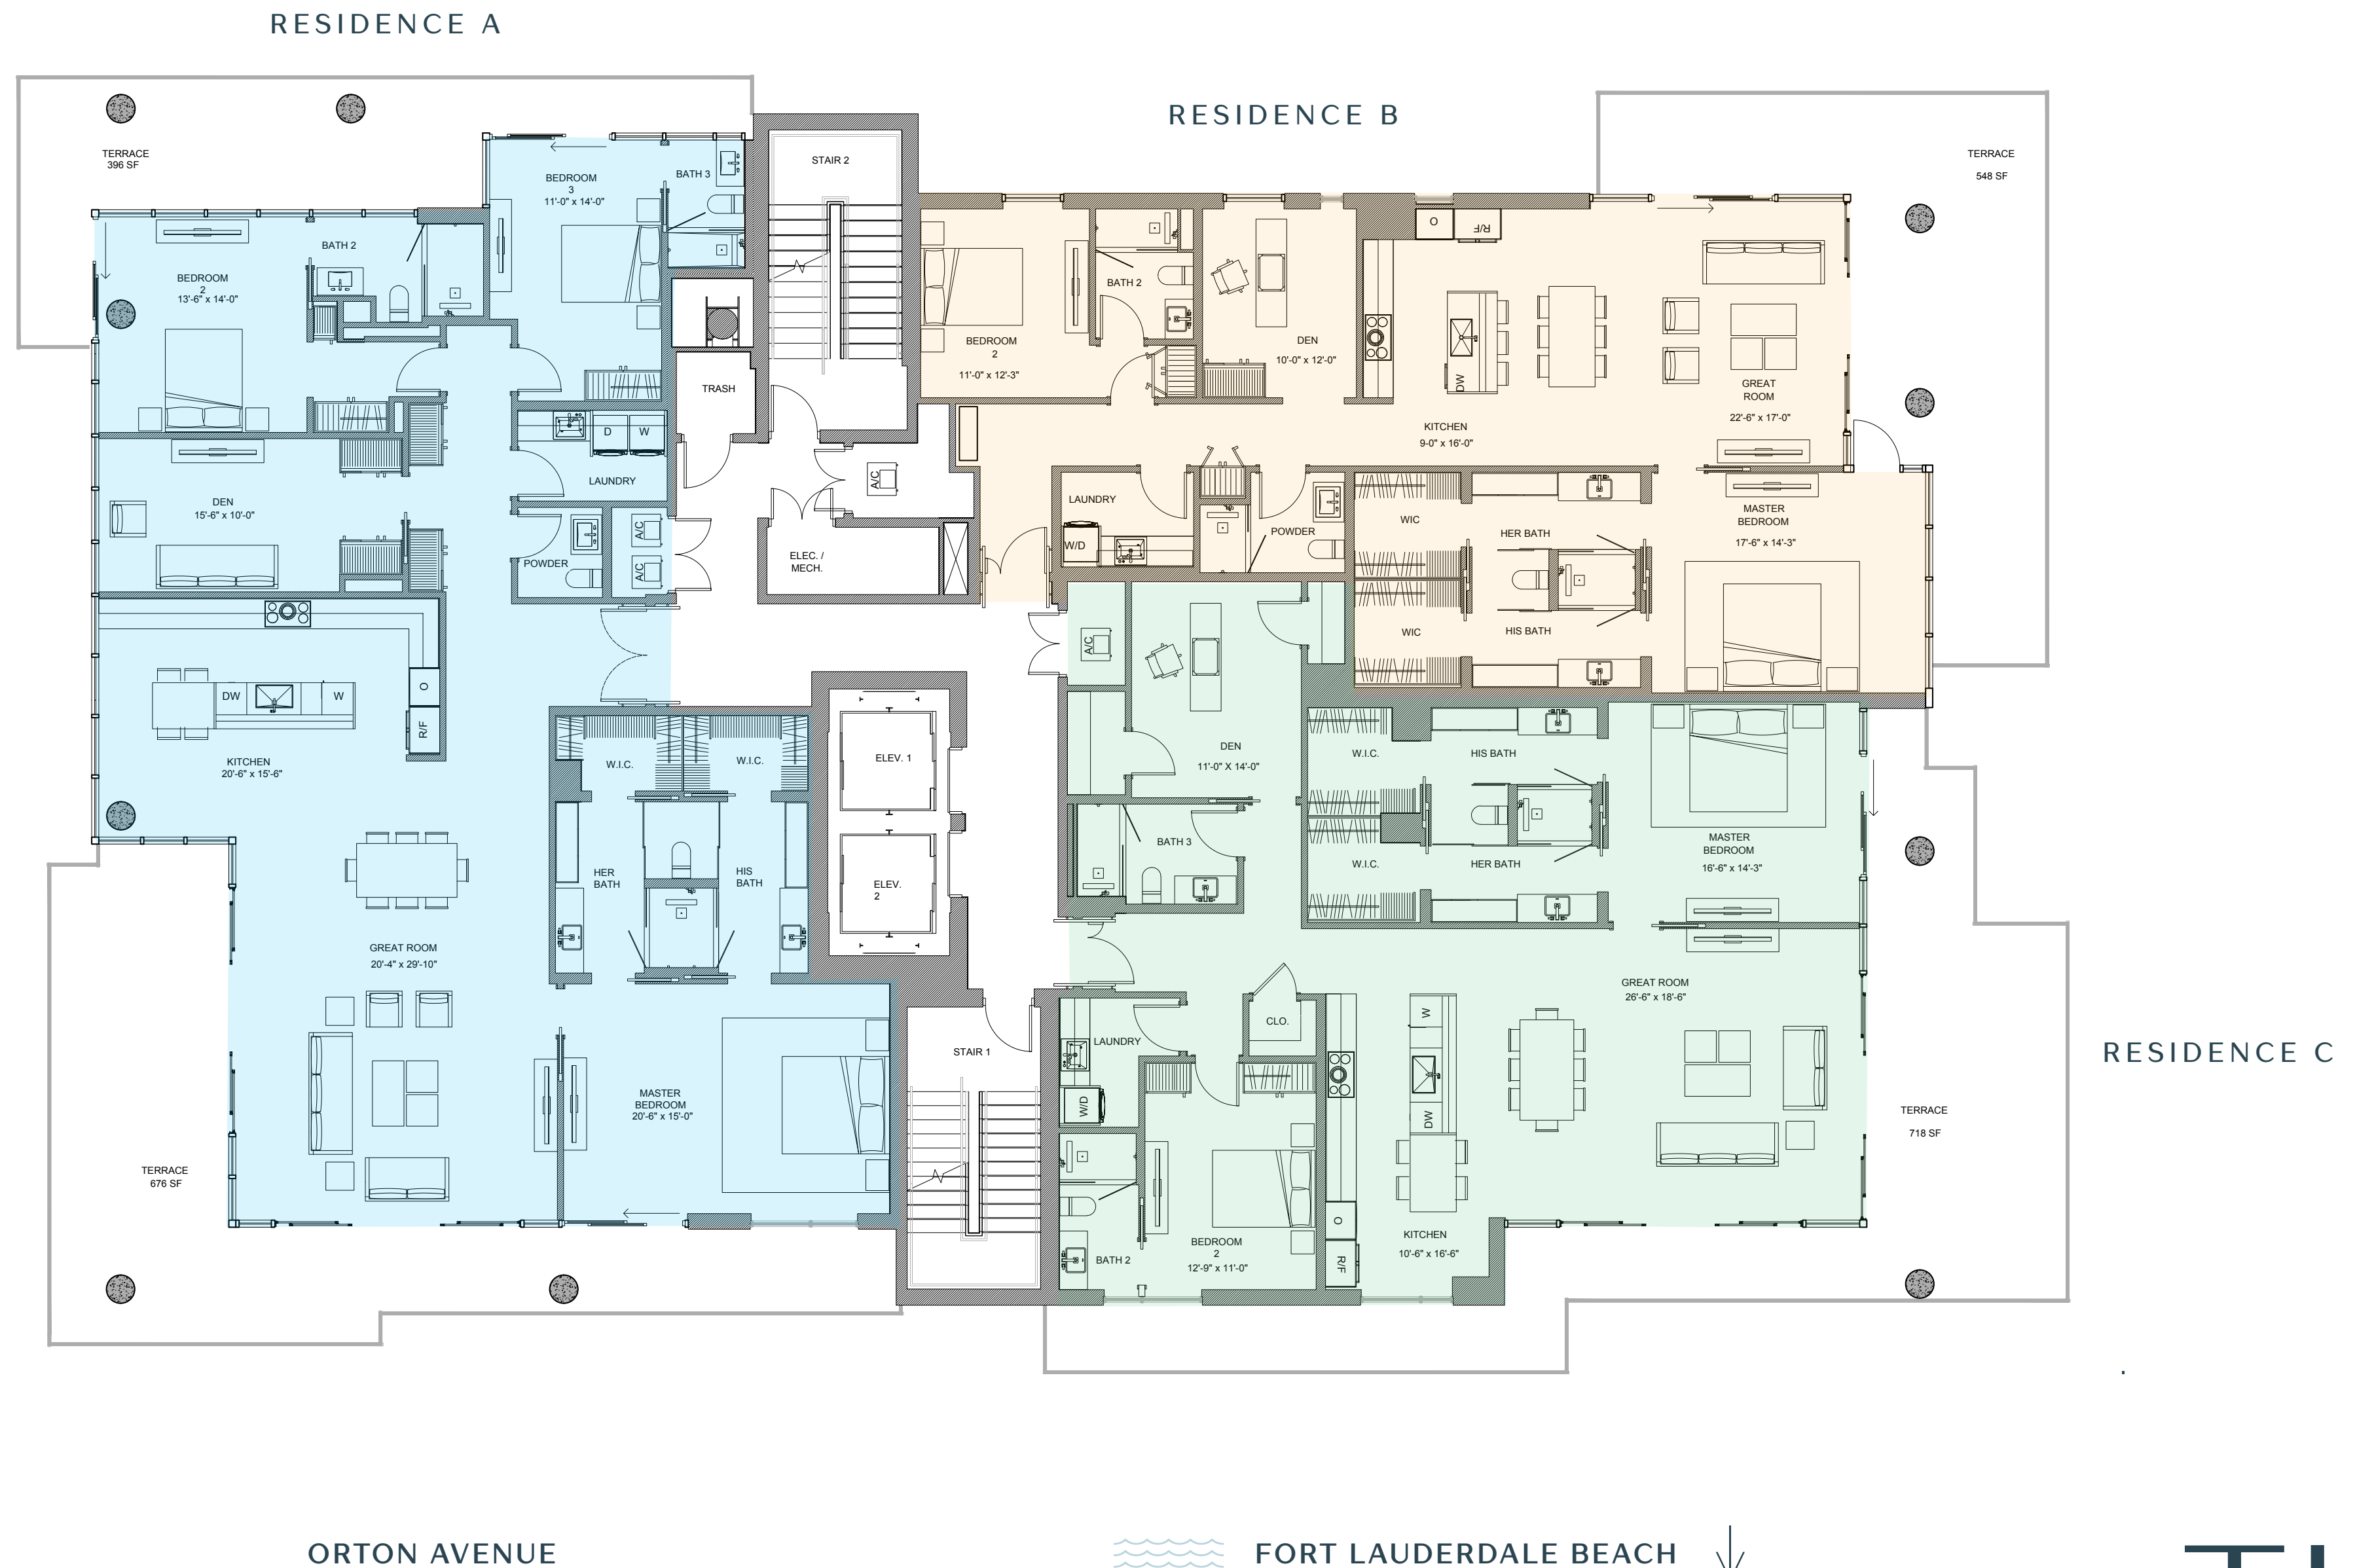 RESIDENCE A
RESIDENCE B
TERRACE
396 SF
BEDROOM
3
11'-0" x 14'-0"
BATH 3
STAIR 2
TERRACE
548 SF
BATH 2
BEDROOM
2
13'-6" x 14'-0"
BEDROOM
2
11'-0" x 12'-3"
BATH 2
DEN
10'-0" x 12'-0"
O
R/F
DW
KITCHEN
9-0" x 16'-0"
GREAT
ROOM
22'-6" x 17'-0"
TRASH
D
W
LAUNDRY
A/C
DEN
15'-6" x 10'-0"
POWDER
A/C
A/C
ELEC. /
MECH.
LAUNDRY
W/D
POWDER
WIC
HER BATH
MASTER
BEDROOM
17'-6" x 14'-3"
WIC
HIS BATH
A/C
DW
W
O
R/F
KITCHEN
20'-6" x 15'-6"
W.I.C.
W.I.C.
ELEV. 1
DEN
11'-0" X 14'-0"
W.I.C.
HIS BATH
HER
BATH
HIS
BATH
ELEV.
2
BATH 3
W.I.C.
HER BATH
MASTER
BEDROOM
16'-6" x 14'-3"
GREAT ROOM
20'-4" x 29'-10"
GREAT ROOM
26'-6" x 18'-6"
CLO.
W
LAUNDRY
STAIR 1
RESIDENCE C
MASTER
BEDROOM
20'-6" x 15'-0"
W/D
DW
TERRACE
718 SF
TERRACE
676 SF
O
R/F
KITCHEN
10'-6" x 16'-6"
BATH 2
BEDROOM
2
12'-9" x 11'-0"
ORTON AVENUE
FORT LAUDERDALE BEACH